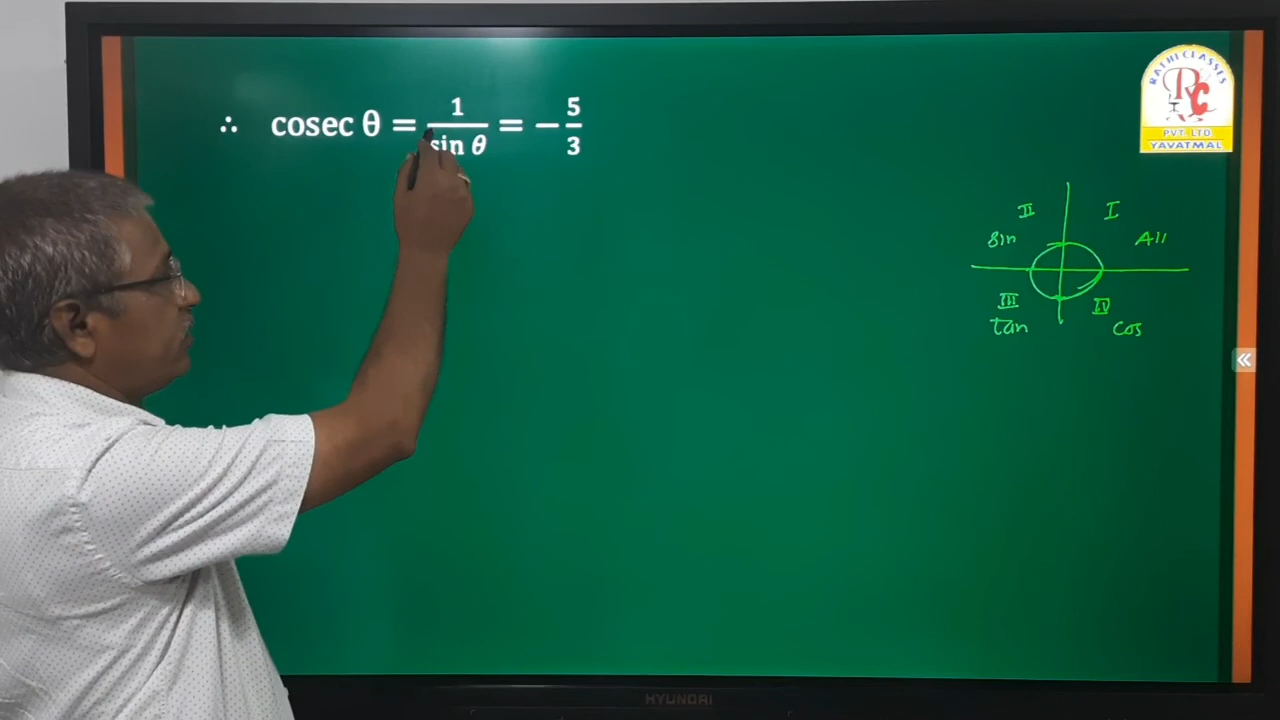 ∴ cosec θ = 1/sin θ = − 5/3
RATHI CLASSES
RC
PVT. LTD.
YAVATMAL
II I
Sin All
III IV
tan cos
HYUNDAI